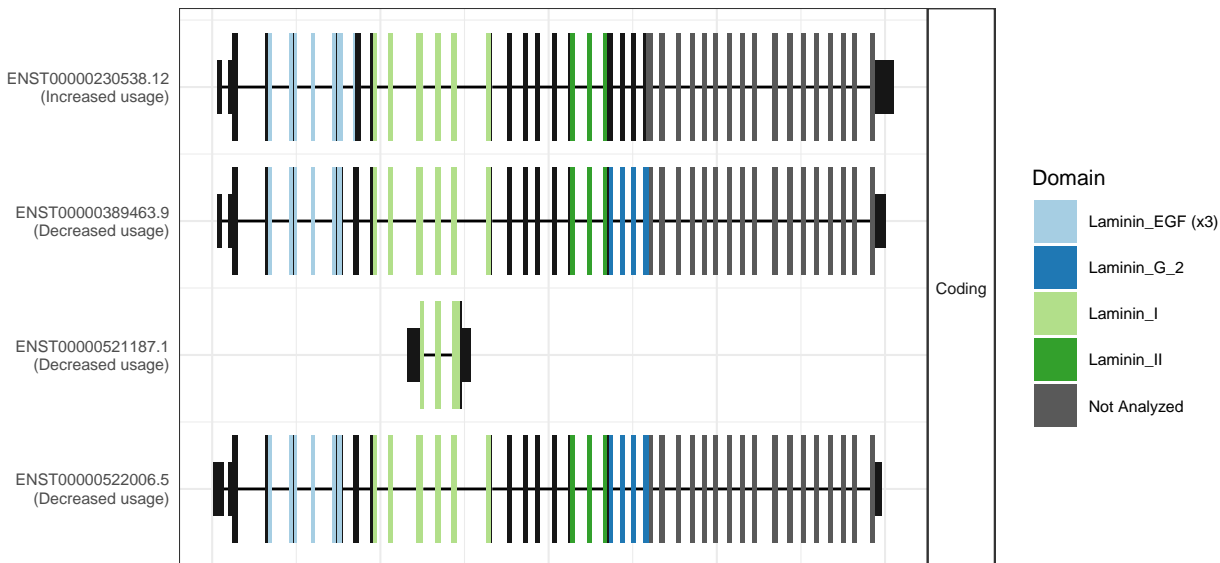 ENST00000230538.12
(Increased usage)
ENST00000389463.9
(Decreased usage)
ENST00000521187.1
(Decreased usage)
ENST00000522006.5
(Decreased usage)
Coding
Domain
Laminin_EGF (x3)
Laminin_G_2
Laminin_I
Laminin_II
Not Analyzed